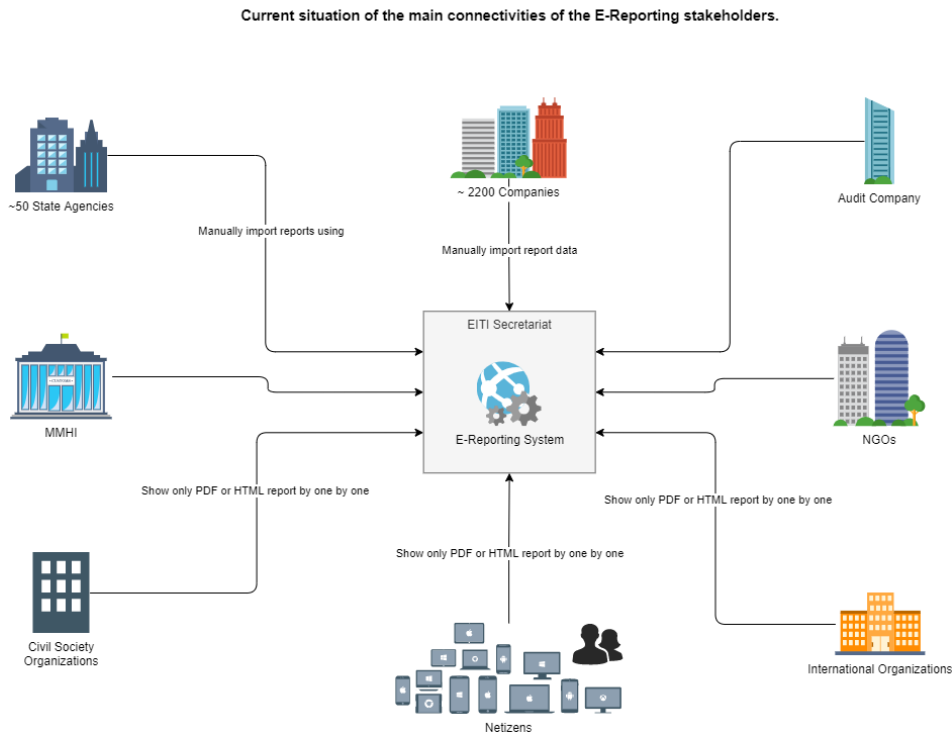 Current situation of the main connectivities of the E-Reporting stakeholders.
~50 State Agencies
~ 2200 Companies
Audit Company
Manually import reports using
Manually import report data
EITI Secretariat
E-Reporting System
MMHI
NGOs
Show only PDF or HTML report by one by one
Show only PDF or HTML report by one by one
Show only PDF or HTML report by one by one
Civil Society
Organizations
International Organizations
Netizens